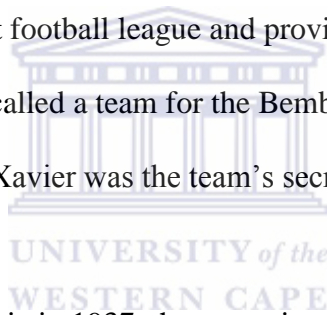 t football league and provi
called a team for the Bemb
Xavier was the team's secr
UNIVERSITY of the
WESTERN CAPE
1937